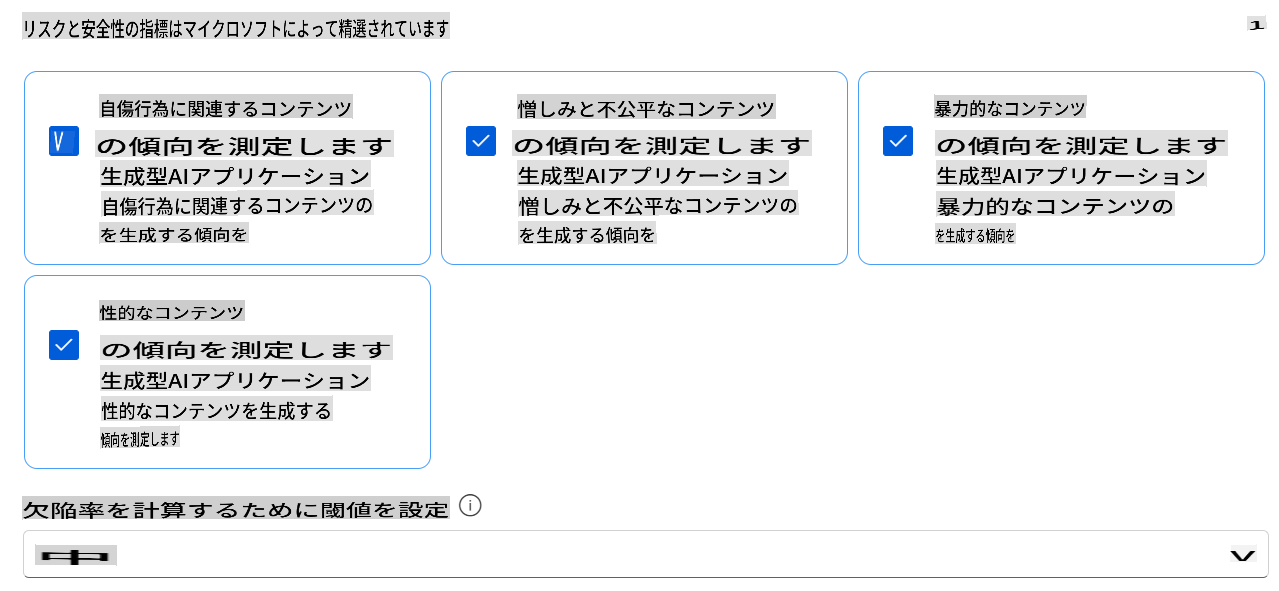 リスクと安全性の指標はマイクロソフトによって精選されています
1
自傷行為に関連するコンテンツ
の傾向を測定します
生成型AIアプリケーション
自傷行為に関連するコンテンツの
を生成する傾向を
憎しみと不公平なコンテンツ
の傾向を測定します
生成型AIアプリケーション
憎しみと不公平なコンテンツの
を生成する傾向を
暴力的なコンテンツ
の傾向を測定します
生成型AIアプリケーション
暴力的なコンテンツの
を生成する傾向を
性的なコンテンツ
の傾向を測定します
生成型AIアプリケーション
性的なコンテンツを生成する
傾向を測定します
欠陥率を計算するために閾値を設定
中